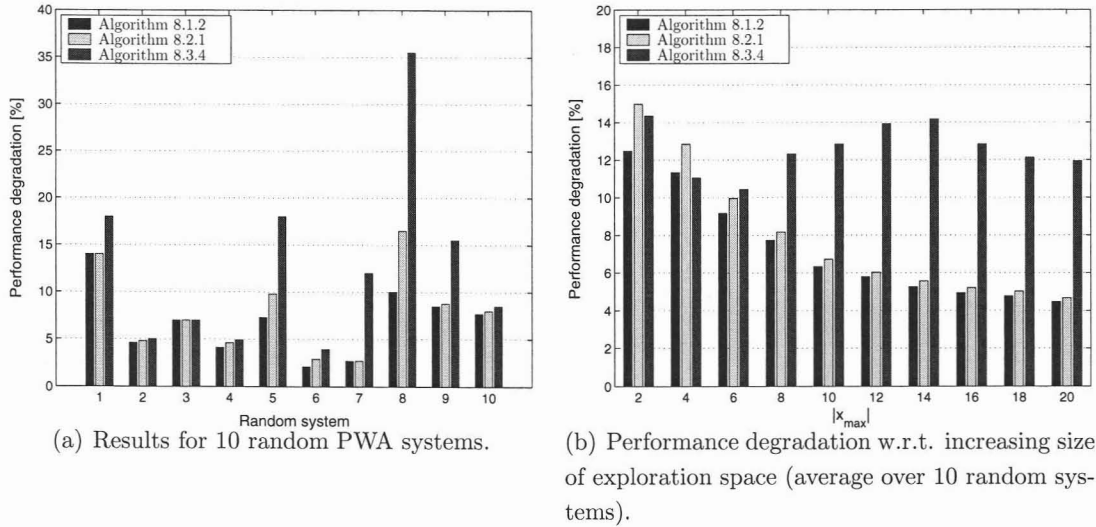 Algorithm 8.1.2
Algorithm 8.2.1
Algorithm 8.3.4
Performance degradation [%]
40
35
30
25
20
15
10
5
0
1 2 3 4 5 6 7 8 9 10
Random system
(a) Results for 10 random PWA systems.
Algorithm 8.1.2
Algorithm 8.2.1
Algorithm 8.3.4
Performance degradation [%]
20
18
16
14
12
10
8
6
4
2
0
2 4 6 8 10 12 14 16 18 20
|x_max|
(b) Performance degradation w.r.t. increasing size
of exploration space (average over 10 random sys-
tems).